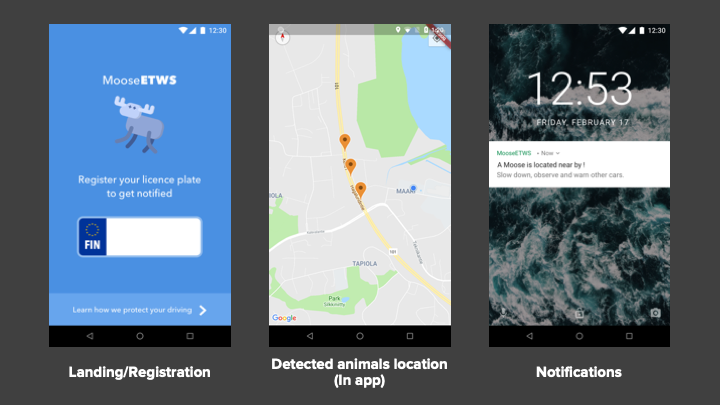 12:30
MooseETWS
Register your licence plate
to get notified
FIN
Learn how we protect your driving
Landing/Registration
IOLA
MAARI
TAPIOLA
Park
Silkeniitty
Google
Detected animals location
(In app)
12:30
12:53
FRIDAY, FEBRUARY 17
MooseETWS • Now
A Moose is located near by !
Slow down, observe and warn other cars.
Notifications